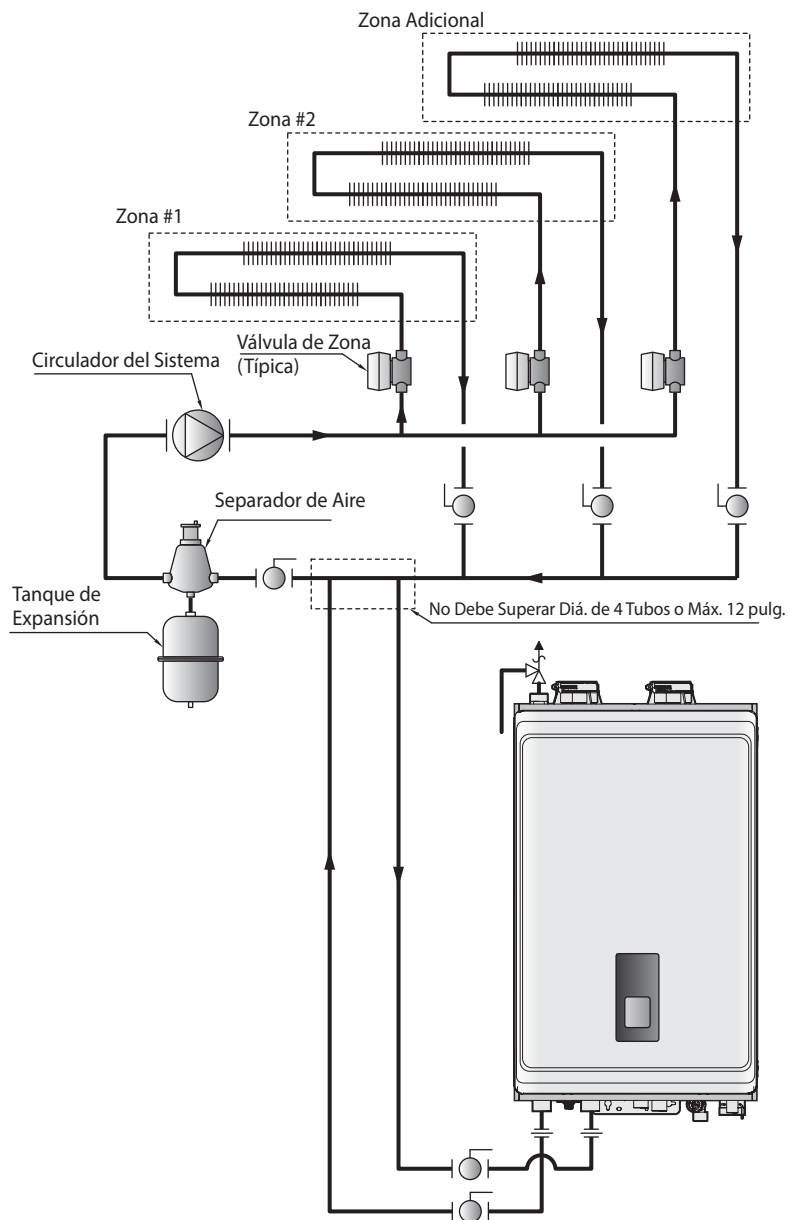 Zona Adicional
Zona #2
Zona #1
Válvula de Zona
(Típica)
Circulador del Sistema
Separador de Aire
Tanque de
Expansión
No Debe Superar Diá. de 4 Tubos o Máx. 12 pulg.